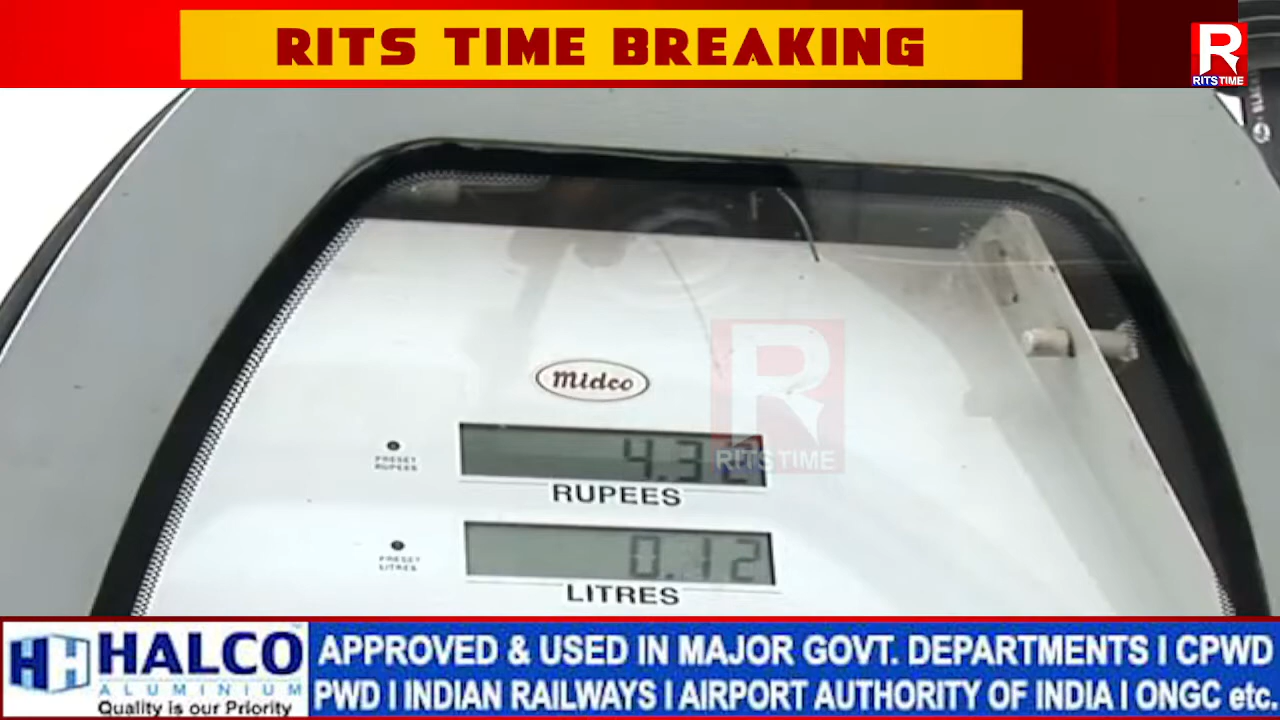 RITS TIME BREAKING
R
RITS TIME
Midco
PRESET
RUPEES
4.32
RUPEES
R
RITS TIME
PRESET
LITRES
0.12
LITRES
HALCO
ALUMINIUM
Quality is our Priority
APPROVED & USED IN MAJOR GOVT. DEPARTMENTS I CPWD
PWD I INDIAN RAILWAYS I AIRPORT AUTHORITY OF INDIA I ONGC etc.